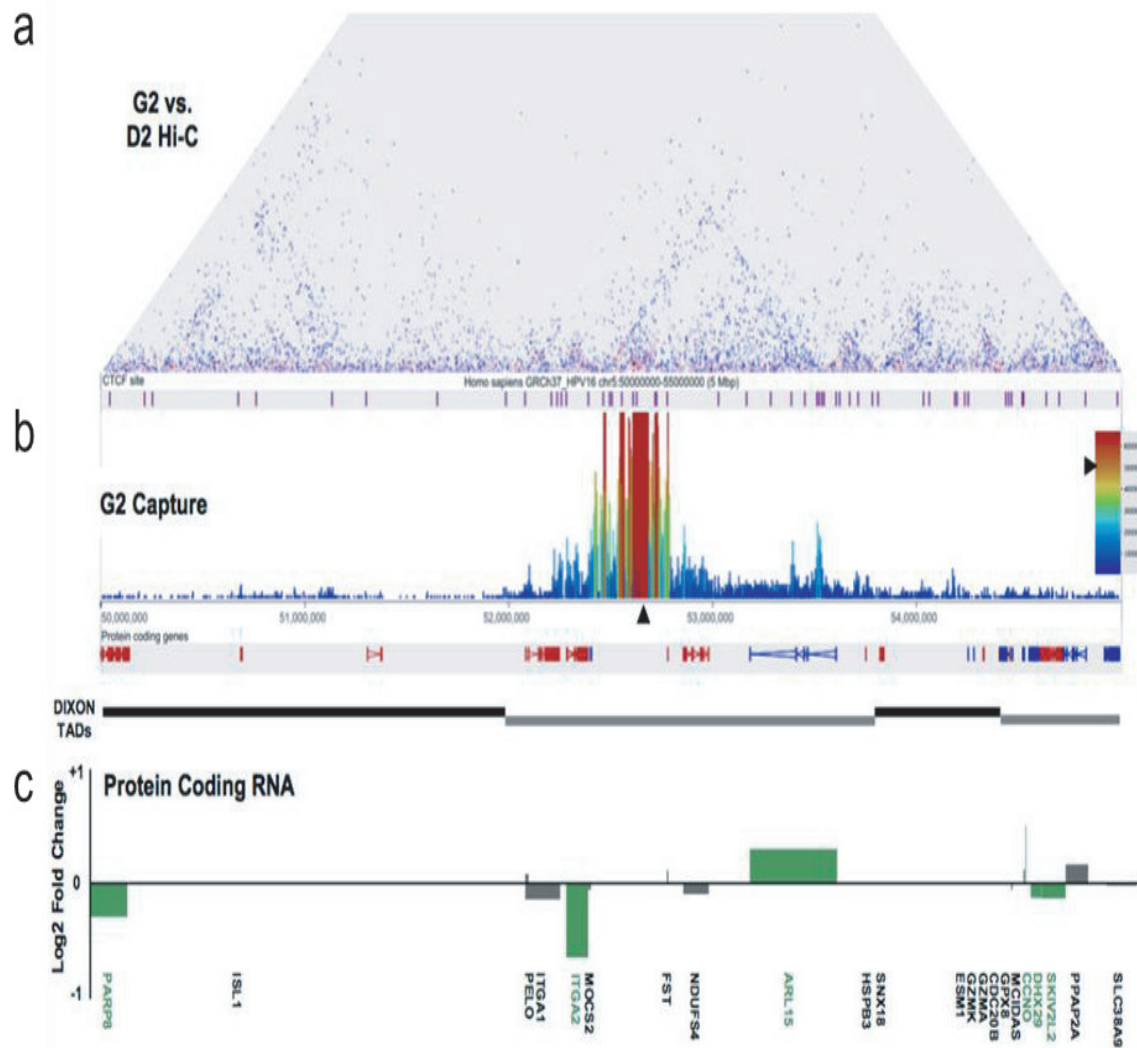 a
G2 vs.
D2 Hi-C
CTCF site
Homo sapiens GRCh37_HPV16 chr5:50000000-55000000 (5 Mbp)
b
G2 Capture
50,000,000
51,000,000
52,000,000
53,000,000
54,000,000
Protein coding genes
DIXON
TADs
c
Protein Coding RNA
Log2 Fold Change
+1
0
-1
PARP8
ISL1
PELO
ITGA1
ITGA2
MOCS2
FST
NDUFS4
ARL15
HSPB3
SNX18
ESM1
GZMK
GZMA
CDC20B
GPX8
MCIDAS
CCNO
DHX29
SKIV2L2
PPAP2A
SLC38A9